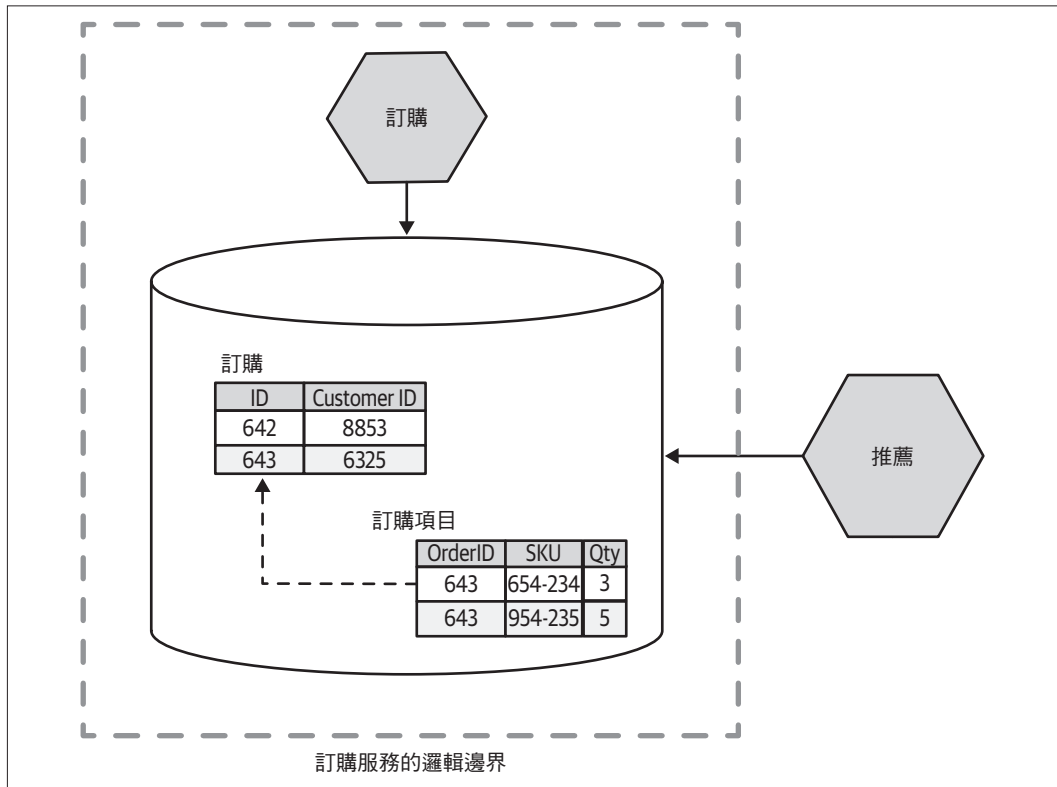 訂購
訂購
ID Customer ID
642 8853
643 6325
推薦
訂購項目
OrderID SKU Qty
643 654-234 3
643 954-235 5
訂購服務的邏輯邊界